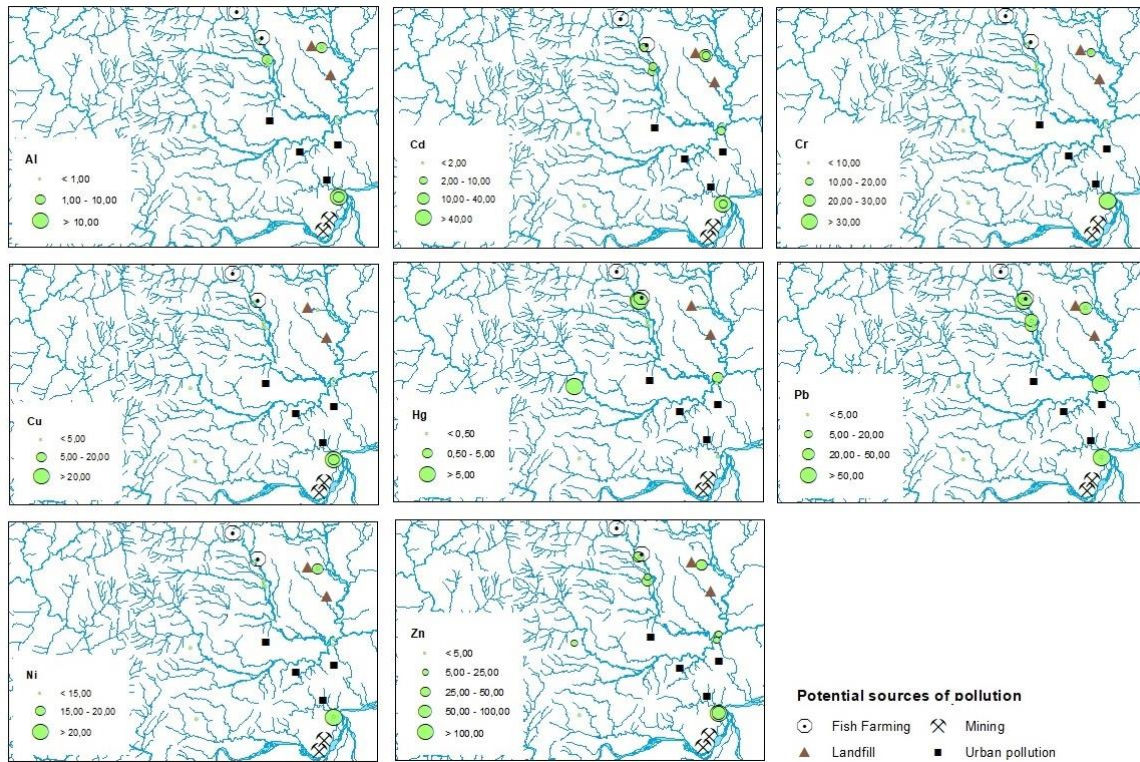 Al
< 1,00
1,00 - 10,00
> 10,00
Cd
< 2,00
2,00 - 10,00
10,00 - 40,00
> 40,00
Cr
< 10,00
10,00 - 20,00
20,00 - 30,00
> 30,00
Cu
< 5,00
5,00 - 20,00
> 20,00
Hg
< 0,50
0,50 - 5,00
> 5,00
Pb
< 5,00
5,00 - 20,00
20,00 - 50,00
> 50,00
Ni
< 15,00
15,00 - 20,00
> 20,00
Zn
< 5,00
5,00 - 25,00
25,00 - 50,00
50,00 - 100,00
> 100,00
Potential sources of pollution
Fish Farming
Mining
Landfill
Urban pollution